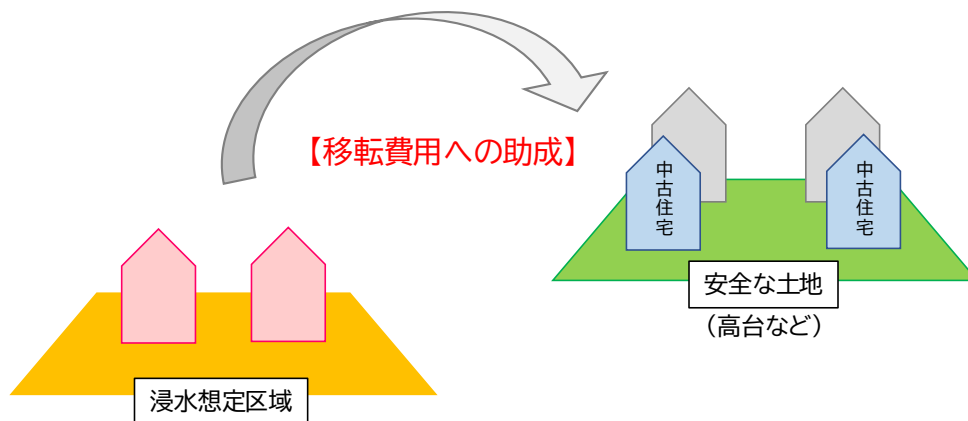 【移転費用への助成】
中古住宅
中古住宅
安全な土地
（高台など）
浸水想定区域